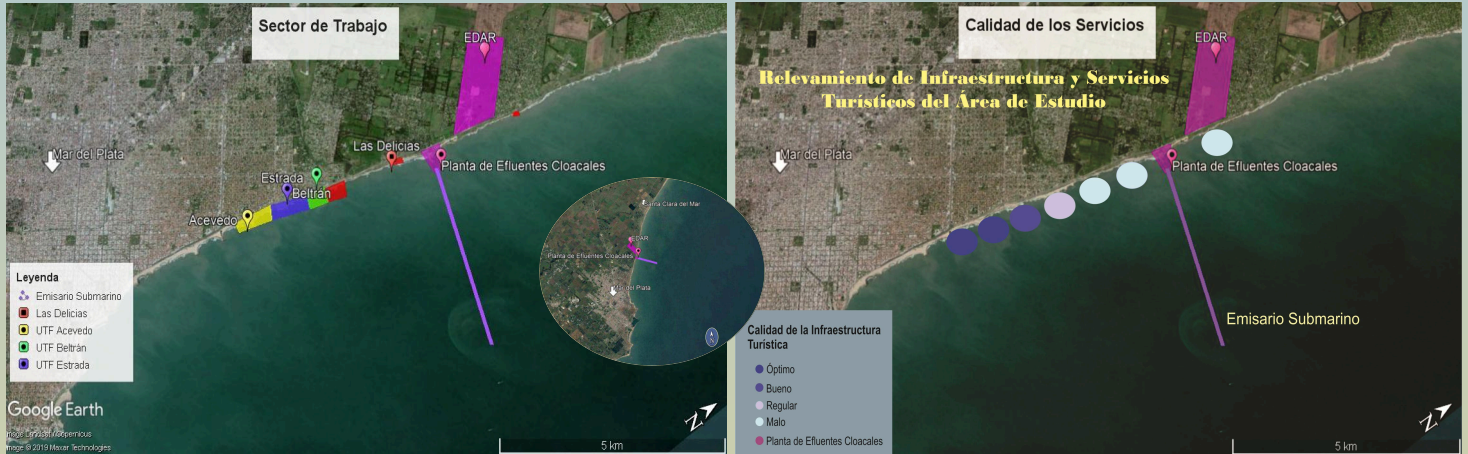 Sector de Trabajo
EDAR
Las Delicias
Planta de Efluentes Cloacales
Mar del Plata
Estrada
Beltrán
Acevedo
Leyenda
Emisario Submarino
Las Delicias
UTF Acevedo
UTF Beltrán
UTF Estrada
Google Earth
Image Landsat / Copernicus
Image © 2019 Maxar Technologies
N
5 km
Santa Clara del Mar
EDAR
Planta de Efluentes Cloacales
Mar del Plata
Calidad de los Servicios
EDAR
Relevamiento de Infraestructura y Servicios
Turísticos del Área de Estudio
Mar del Plata
Planta de Efluentes Cloacales
Emisario Submarino
Calidad de la Infraestructura
Turística
Óptimo
Bueno
Regular
Malo
Planta de Efluentes Cloacales
N
5 km